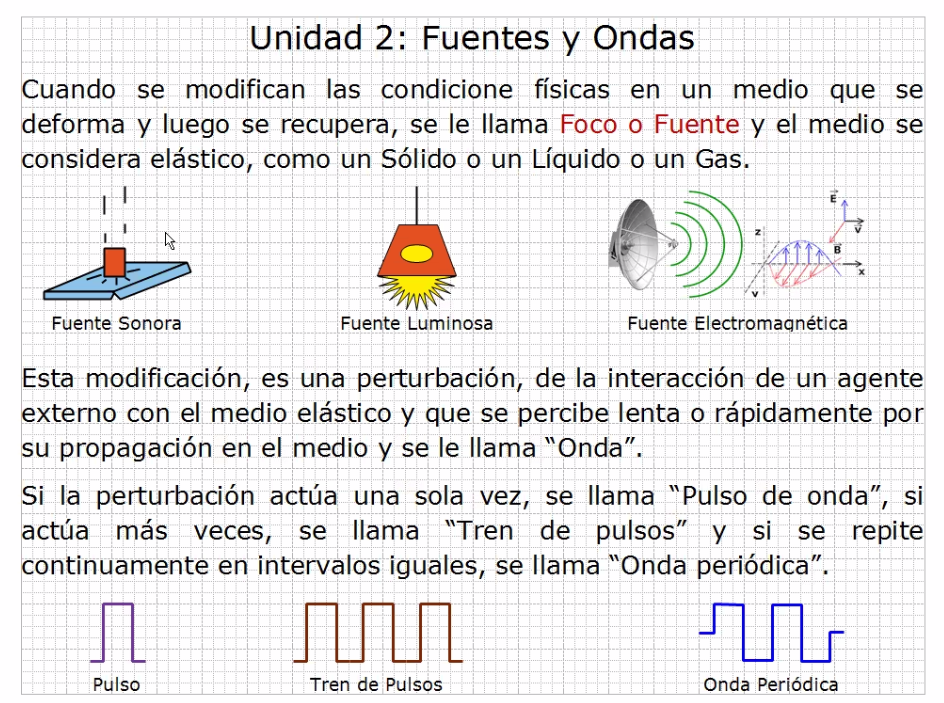 Unidad 2: Fuentes y Ondas
Cuando se modifican las condicione físicas en un medio que se
deforma y luego se recupera, se le llama Foco o Fuente y el medio se
considera elástico, como un Sólido o un Líquido o un Gas.
E
V
B
z
x
v
Fuente Sonora
Fuente Luminosa
Fuente Electromagnética
Esta modificación, es una perturbación, de la interacción de un agente
externo con el medio elástico y que se percibe lenta o rápidamente por
su propagación en el medio y se le llama “Onda”.
Si la perturbación actúa una sola vez, se llama “Pulso de onda”, si
actúa más veces, se llama “Tren de pulsos” y si se repite
continuamente en intervalos iguales, se llama “Onda periódica”.
Pulso
Tren de Pulsos
Onda Periódica